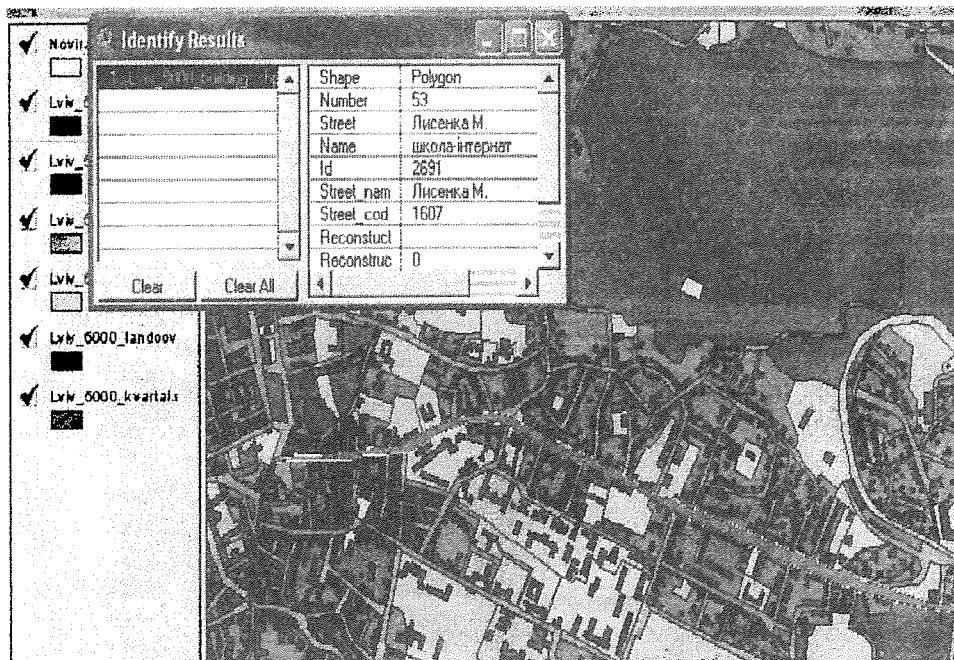 Identify Results
Shape Polygon
Number 53
Street Лисенка М.
Name школа-інтернат
Id 2691
Street_nam Лисенка М.
Street_cod 1607
Reconstuct
Reconstruc 0
Clear Clear All
Lviv_5000_landcov
Lviv_5000_kvartals